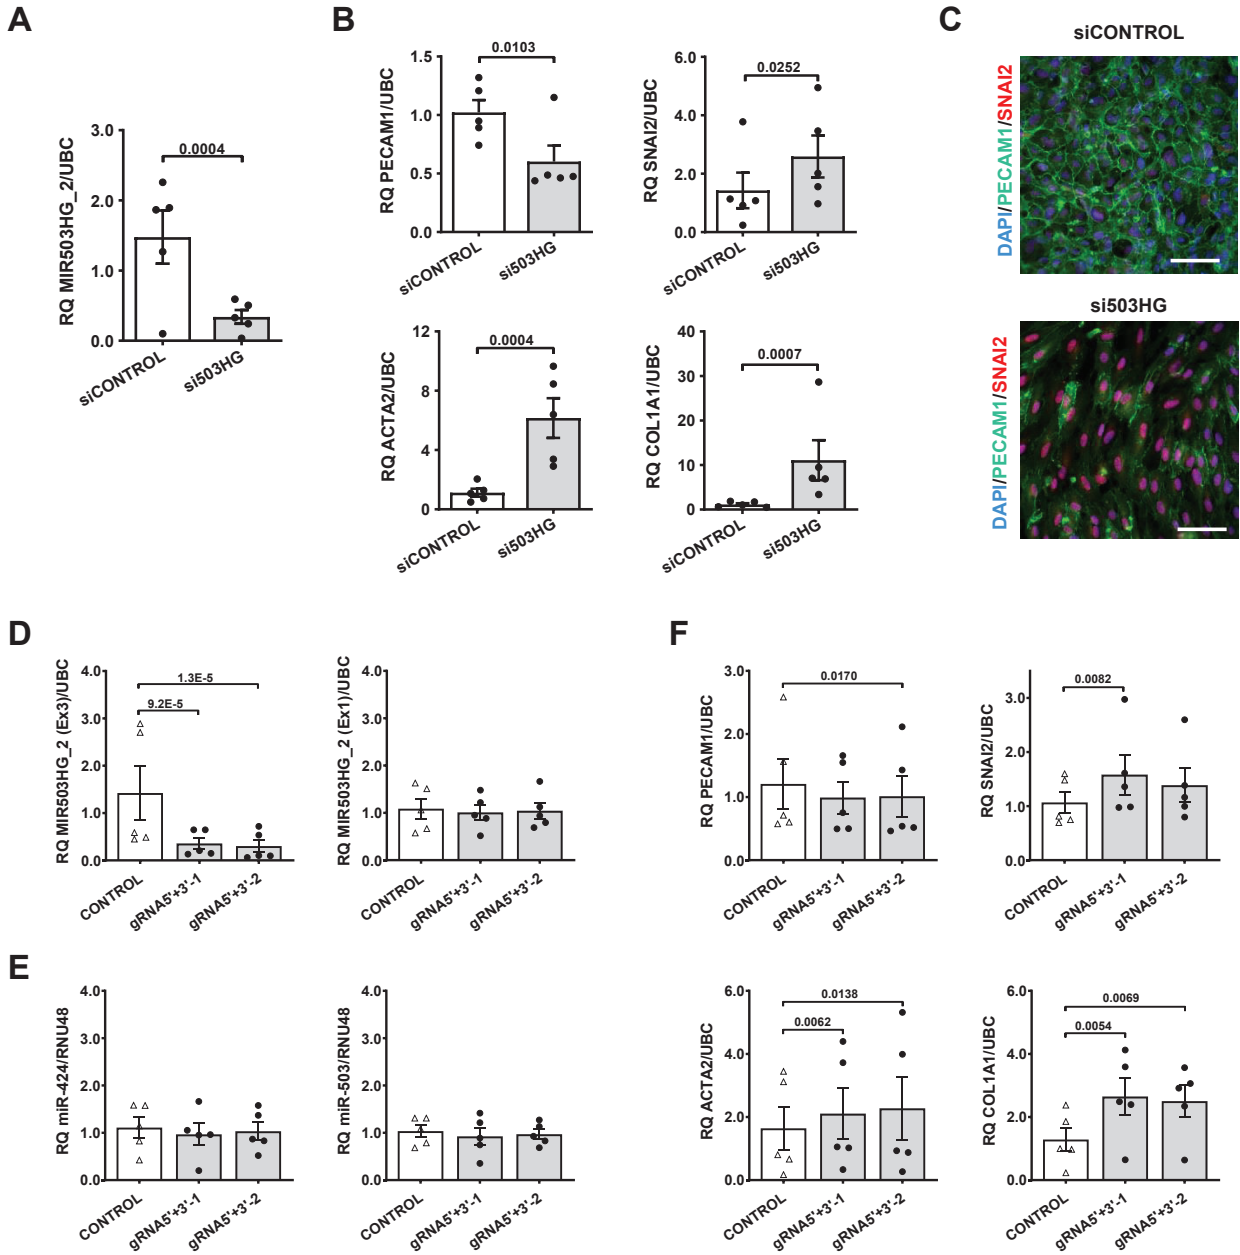 A
RQ MIR503HG_2/UBC
3.0
2.0
1.0
0.0
0.0004
siCONTROL
si503HG
B
RQ PECAM1/UBC
1.5
1.0
0.5
0.0
0.0103
siCONTROL
si503HG
RQ SNAI2/UBC
6.0
4.0
2.0
0.0
0.0252
siCONTROL
si503HG
RQ ACTA2/UBC
12
8
4
0
0.0004
siCONTROL
si503HG
RQ COL1A1/UBC
40
30
20
10
0
0.0007
siCONTROL
si503HG
C
siCONTROL
DAPI/PECAM1/SNAI2
si503HG
DAPI/PECAM1/SNAI2
D
RQ MIR503HG_2 (Ex3)/UBC
4.0
3.0
2.0
1.0
0.0
1.3E-5
9.2E-5
CONTROL
gRNA5'+3'-1
gRNA5'+3'-2
RQ MIR503HG_2 (Ex1)/UBC
4.0
3.0
2.0
1.0
0.0
CONTROL
gRNA5'+3'-1
gRNA5'+3'-2
E
RQ miR-424/RNU48
4.0
3.0
2.0
1.0
0.0
CONTROL
gRNA5'+3'-1
gRNA5'+3'-2
RQ miR-503/RNU48
4.0
3.0
2.0
1.0
0.0
CONTROL
gRNA5'+3'-1
gRNA5'+3'-2
F
RQ PECAM1/UBC
3.0
2.0
1.0
0.0
0.0170
CONTROL
gRNA5'+3'-1
gRNA5'+3'-2
RQ SNAI2/UBC
3.0
2.0
1.0
0.0
0.0082
CONTROL
gRNA5'+3'-1
gRNA5'+3'-2
RQ ACTA2/UBC
6.0
4.0
2.0
0.0
0.0138
0.0062
CONTROL
gRNA5'+3'-1
gRNA5'+3'-2
RQ COL1A1/UBC
6.0
4.0
2.0
0.0
0.0069
0.0054
CONTROL
gRNA5'+3'-1
gRNA5'+3'-2